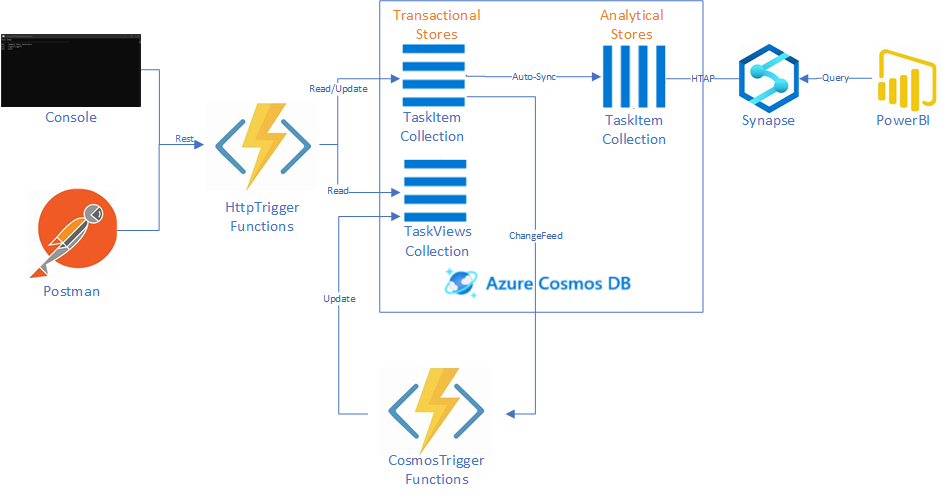 Transactional
Stores
Analytical
Stores
Auto-Sync
HTAP
Query
Read/Update
Console
TaskItem
Collection
TaskItem
Collection
Synapse
PowerBI
Rest
HttpTrigger
Functions
Read
TaskViews
Collection
ChangeFeed
Postman
Azure Cosmos DB
Update
CosmosTrigger
Functions